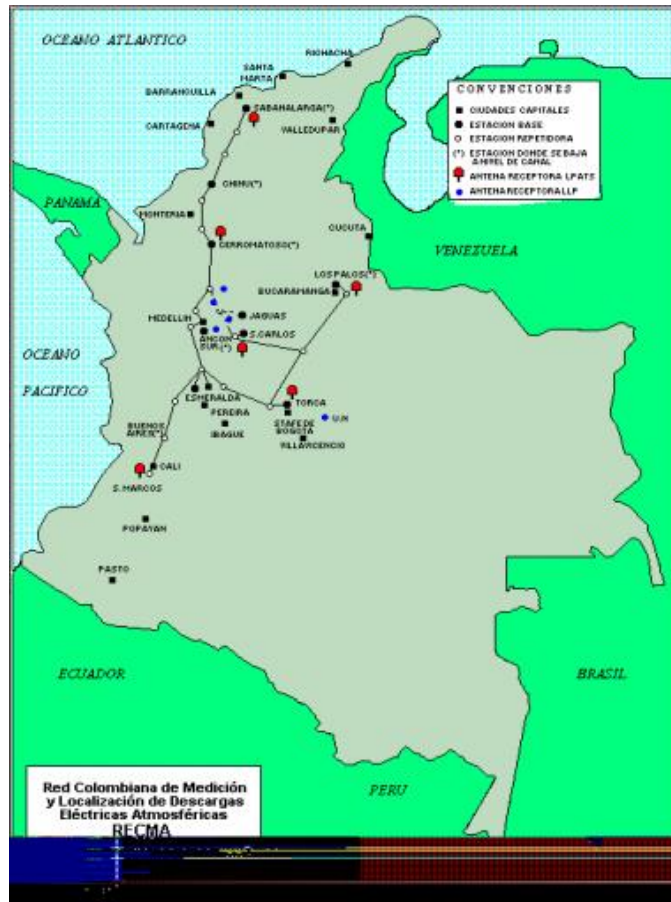 OCEANO ATLANTICO
RIOHACHA
SANTA
MARTA
BARRANQUILLA
SABANALARGA(*)
CARTAGENA
VALLEDUPAR
CONVENCIONES
CIUDADES CAPITALES
ESTACION BASE
ESTACION REPETIDORA
(*) ESTACION DONDE SE BAJA
A NIVEL DE CANAL
ANTENA RECEPTORA LPATS
ANTENA RECEPTORA LLP
PANAMA
CHINU(*)
MONTERIA
CUCUTA
CERROMATOSO(*)
VENEZUELA
LOS PALOS(*)
BUCARAMANGA
MEDELLIN
JAGUAS
S.CARLOS
ANCON
SUR(*)
OCEANO
PACIFICO
ESMERALDA
PEREIRA
TORCA
U.N
STAFE DE
BOGOTA
BUENOS
AIRES(*)
IBAGUE
VILLAVICENCIO
CALI
S. MARCOS
POPAYAN
PASTO
ECUADOR
BRASIL
PERU
Red Colombiana de Medición
y Localización de Descargas
Eléctricas Atmosféricas
RECMA